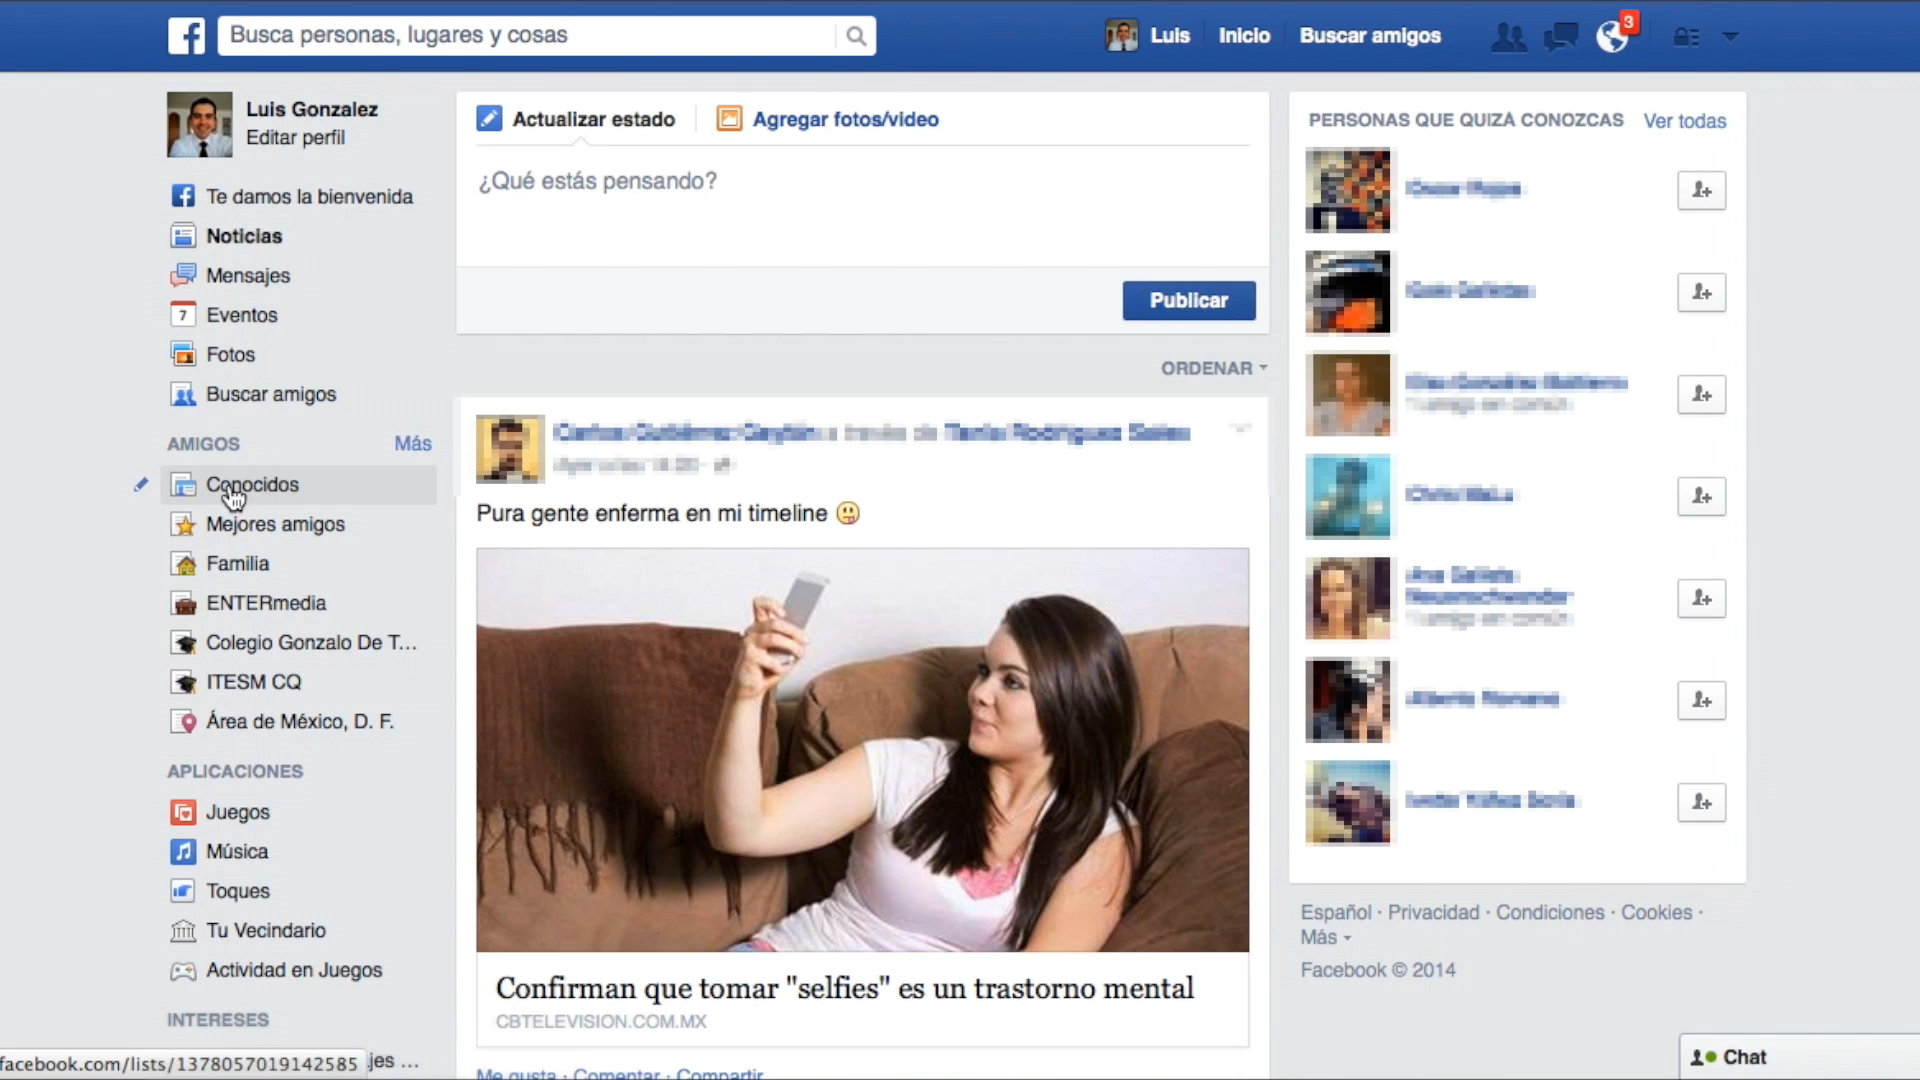 Busca personas, lugares y cosas
Luis
Inicio
Buscar amigos
3
Luis Gonzalez
Editar perfil
Te damos la bienvenida
Noticias
Mensajes
7
Eventos
Fotos
Buscar amigos
AMIGOS
Más
Conocidos
Mejores amigos
Familia
ENTERmedia
Colegio Gonzalo De T...
ITESM CQ
Área de México, D. F.
APLICACIONES
Juegos
Música
Toques
Tu Vecindario
Actividad en Juegos
INTERESES
jes ...
facebook.com/lists/1378057019142585
Actualizar estado
Agregar fotos/video
¿Qué estás pensando?
Publicar
ORDENAR
Pura gente enferma en mi timeline
Confirman que tomar "selfies" es un trastorno mental
CBTELEVISION.COM.MX
Me gusta · Comentar · Compartir
PERSONAS QUE QUIZÁ CONOZCAS
Ver todas
Español · Privacidad · Condiciones · Cookies ·
Más
Facebook © 2014
Chat